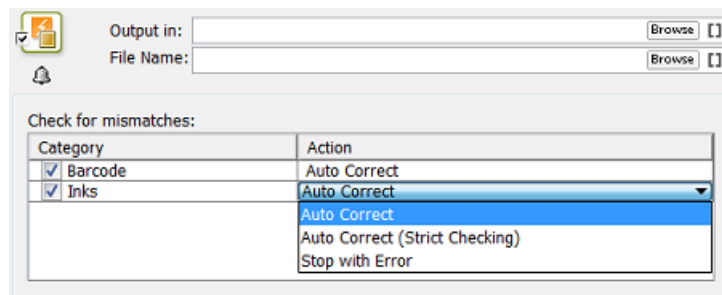 Output in: Browse []
File Name: Browse []
Check for mismatches:
Category Action
Barcode Auto Correct
Inks Auto Correct
Auto Correct
Auto Correct (Strict Checking)
Stop with Error